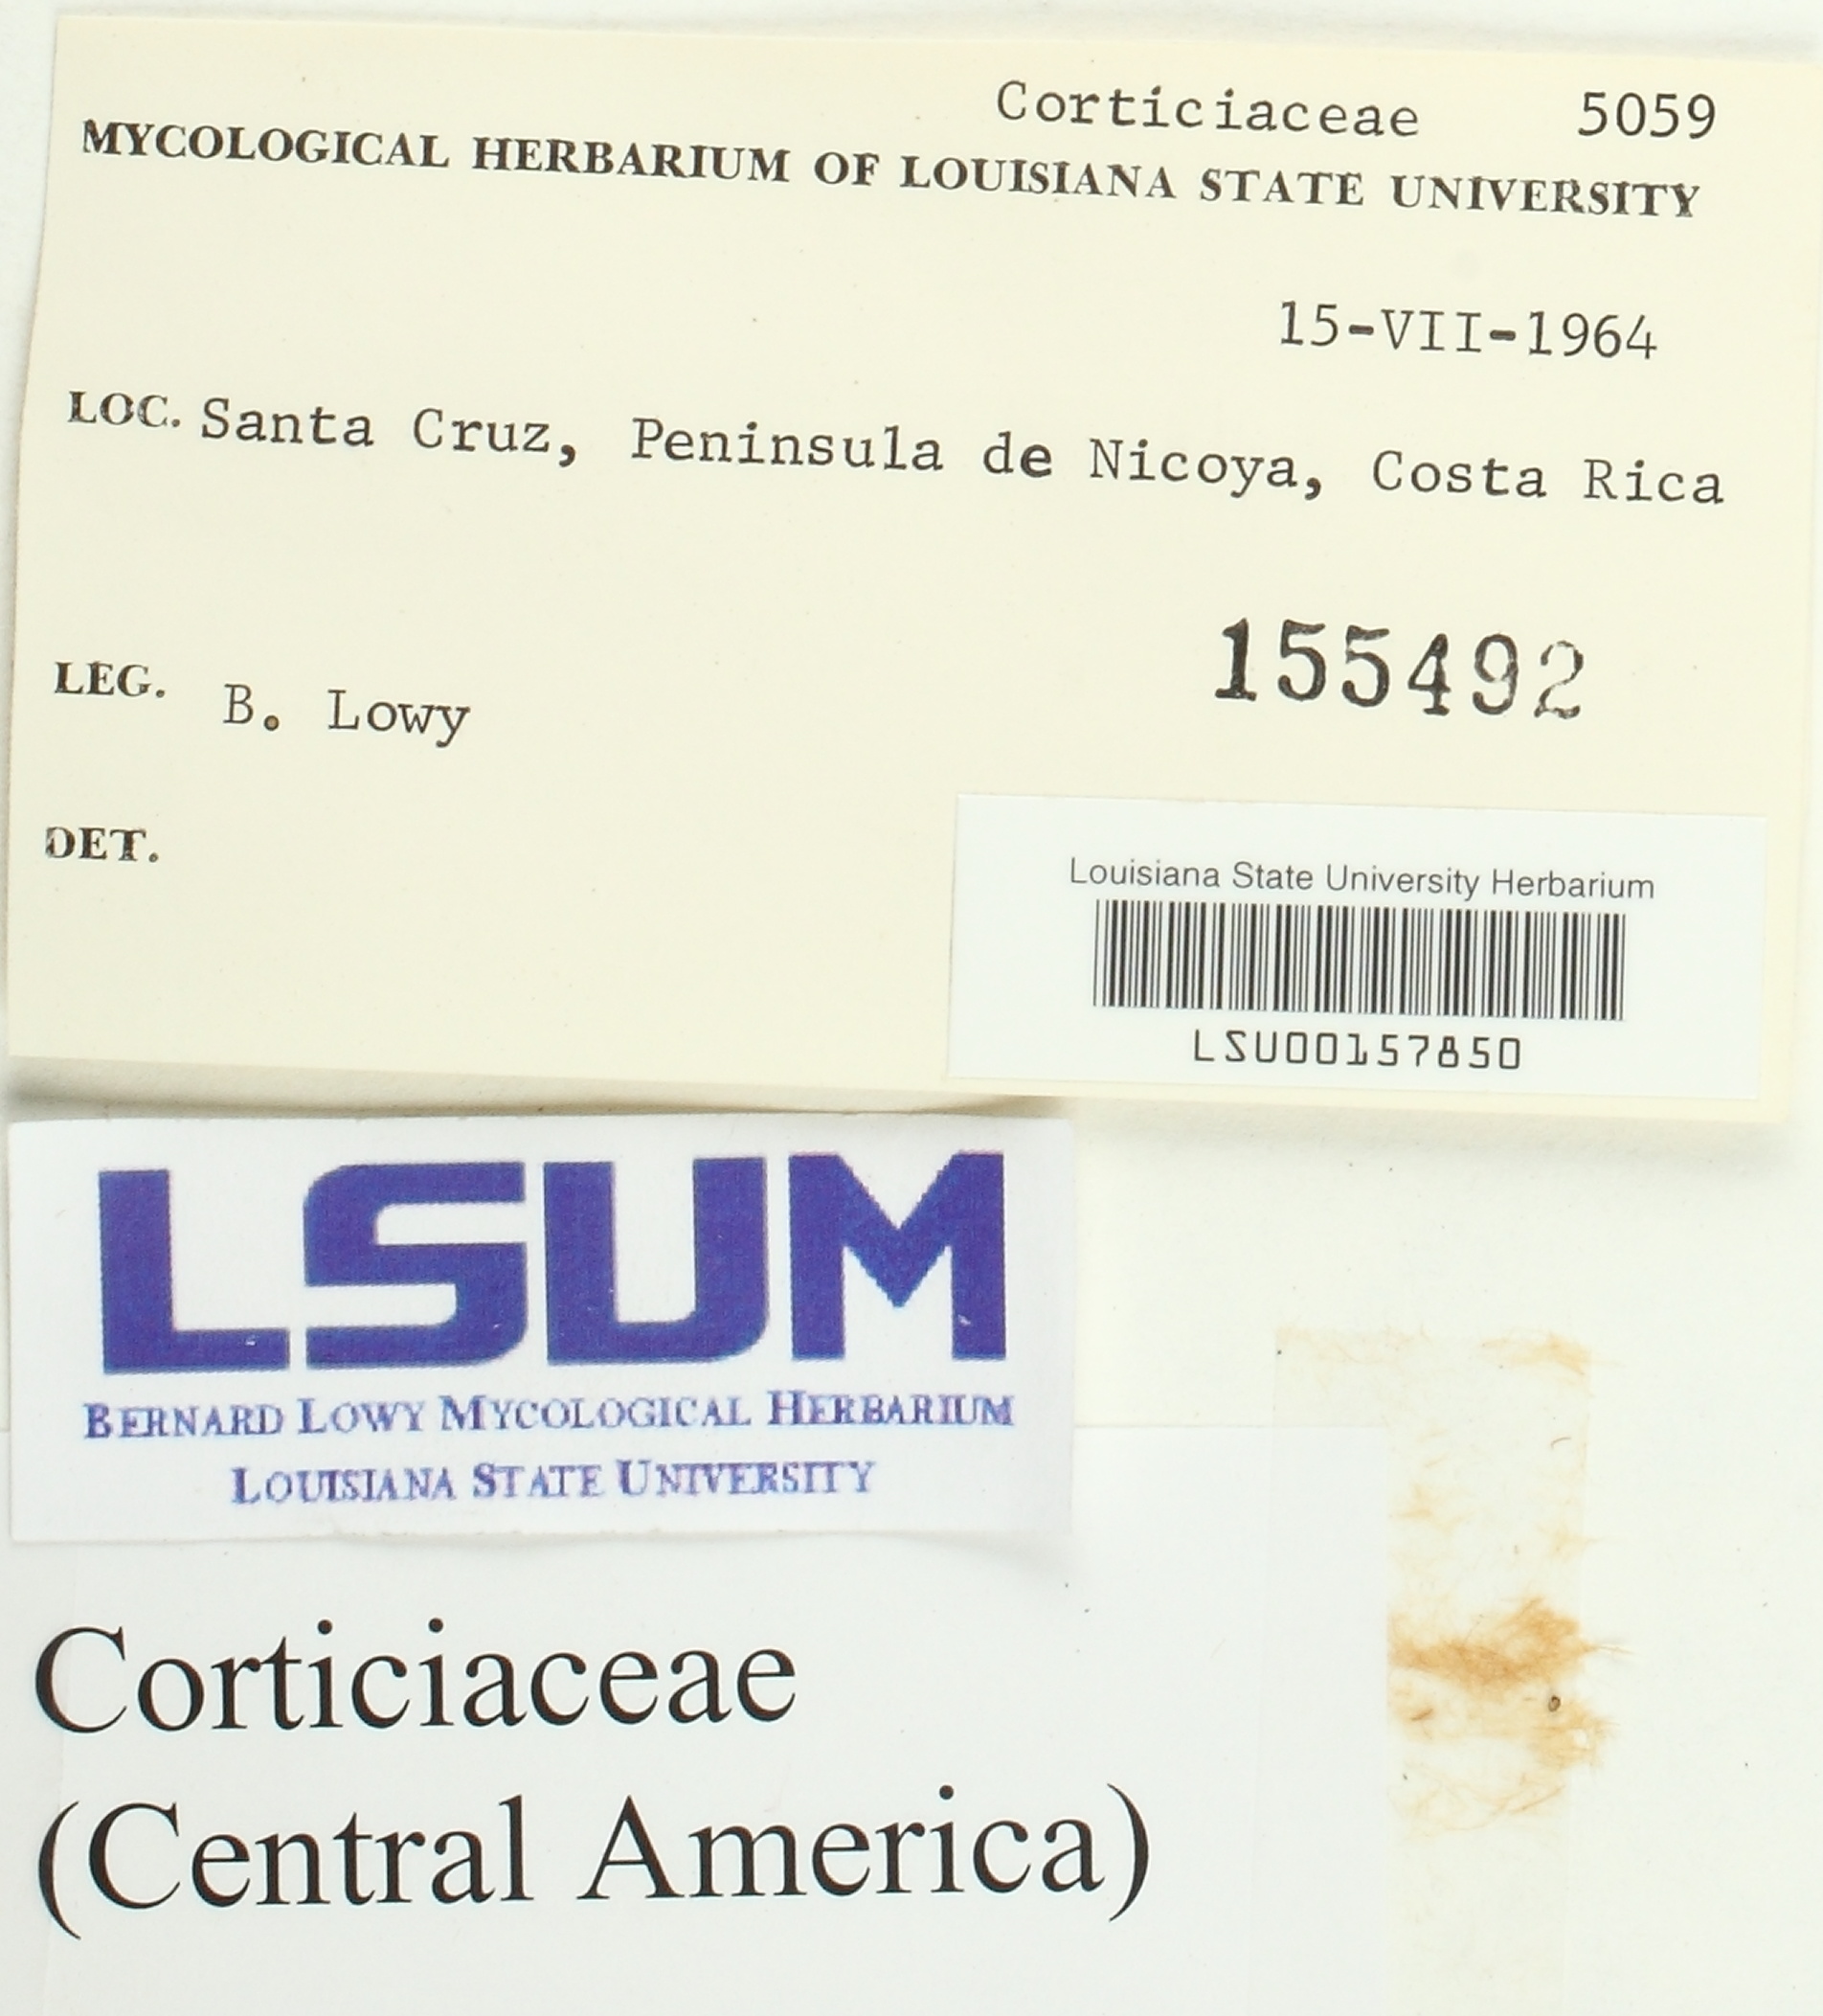 Corticiaceae 5059
MYCOLOGICAL HERBARIUM OF LOUISIANA STATE UNIVERSITY
15-VII-1964
LOC. Santa Cruz, Peninsula de Nicoya, Costa Rica
155492
LEG. B. Lowy
DET.
Louisiana State University Herbarium
LSU00157850
LSUM
BERNARD LOWY MYCOLOGICAL HERBARIUM
LOUISIANA STATE UNIVERSITY
Corticiaceae
(Central America)